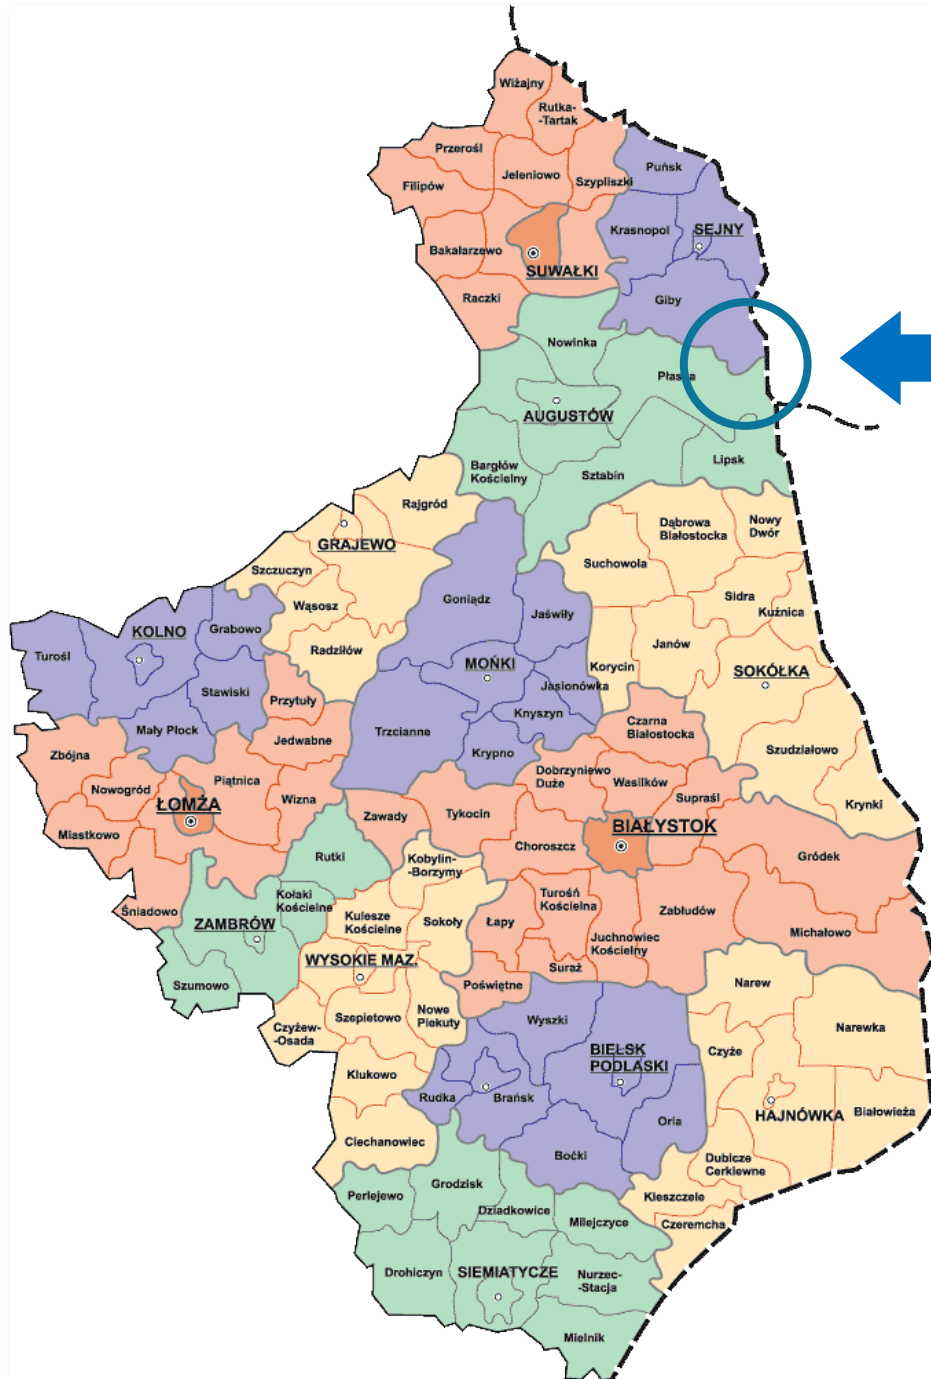 Wiżajny
Rutka-
-Tartak
Przerośl
Puńsk
Jeleniowo
Szypliszki
Filipów
Krasnopol
SEJNY
Bakałarzewo
SUWAŁKI
Raczki
Giby
Nowinka
Płaska
AUGUSTÓW
Bargłów
Kościelny
Sztabin
Lipsk
Rajgród
GRAJEWO
Dąbrowa
Białostocka
Nowy
Dwór
Szczuczyn
Suchowola
Goniądz
Wąsosz
Jaświły
Sidra
Kuźnica
Grabowo
KOLNO
Turośl
Radziłów
Janów
MOŃKI
Korycin
SOKÓŁKA
Stawiski
Jasionówka
Przytuły
Knyszyn
Mały Płock
Trzcianne
Czarna
Białostocka
Jedwabne
Krypno
Szudziałowo
Zbójna
Dobrzyniewo
Duże
Wasilków
Piątnica
Nowogród
Wizna
Supraśl
Krynki
ŁOMŻA
Zawady
Tykocin
BIAŁYSTOK
Miastkowo
Choroszcz
Rutki
Kobylin-
-Borzymy
Gródek
Kołaki
Kościelne
Turośń
Kościelna
Śniadowo
Kulesze
Kościelne
Sokoły
Łapy
Zabłudów
ZAMBRÓW
Juchnowiec
Kościelny
Michałowo
WYSOKIE MAZ.
Suraż
Szumowo
Poświętne
Narew
Szepietowo
Nowe
Piekuty
Wyszki
Czyżew-
-Osada
Narewka
BIELSK
PODLASKI
Czyże
Klukowo
Rudka
Brańsk
Orla
HAJNÓWKA
Białowieża
Ciechanowiec
Boćki
Dubicze
Cerkiewne
Grodzisk
Perlejewo
Kleszczele
Dziadkowice
Milejczyce
Czeremcha
Drohiczyn
SIEMIATYCZE
Nurzec-
-Stacja
Mielnik